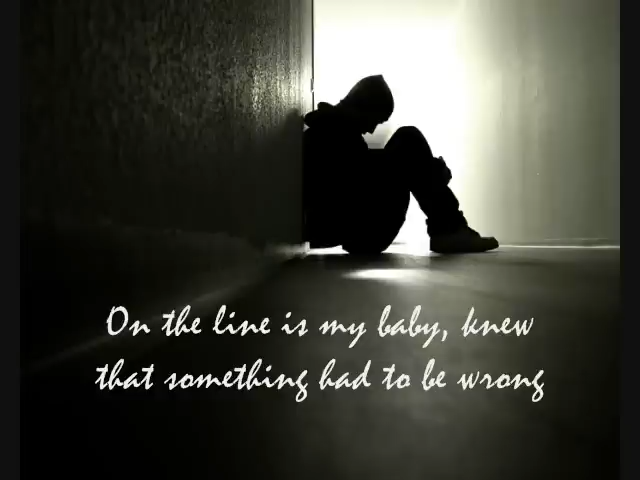 On the line is my baby, knew
that something had to be wrong